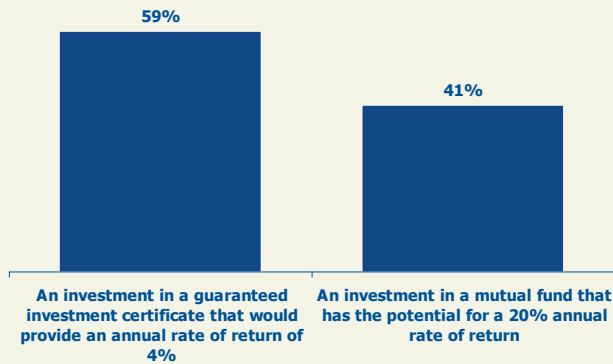 59%
41%
An investment in a guaranteed
investment certificate that would
provide an annual rate of return of
4%
An investment in a mutual fund that
has the potential for a 20% annual
rate of return